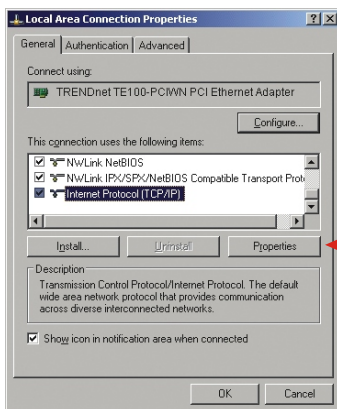 Local Area Connection Properties
General Authentication Advanced
Connect using:
TRENDnet TE100-PCIWN PCI Ethernet Adapter
Configure...
This connection uses the following items:
NWLink NetBIOS
NWLink IPX/SPX/NetBIOS Compatible Transport Proto
Internet Protocol (TCP/IP)
Install... Uninstall Properties
Description
Transmission Control Protocol/Internet Protocol. The default
wide area network protocol that provides communication
across diverse interconnected networks.
Show icon in notification area when connected
OK Cancel